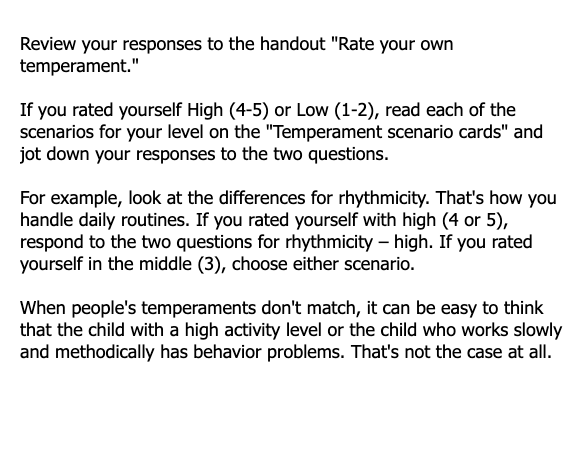 Review your responses to the handout "Rate your own
temperament."
If you rated yourself High (4-5) or Low (1-2), read each of the
scenarios for your level on the "Temperament scenario cards" and
jot down your responses to the two questions.
For example, look at the differences for rhythmicity. That's how you
handle daily routines. If you rated yourself with high (4 or 5),
respond to the two questions for rhythmicity – high. If you rated
yourself in the middle (3), choose either scenario.
When people's temperaments don't match, it can be easy to think
that the child with a high activity level or the child who works slowly
and methodically has behavior problems. That's not the case at all.